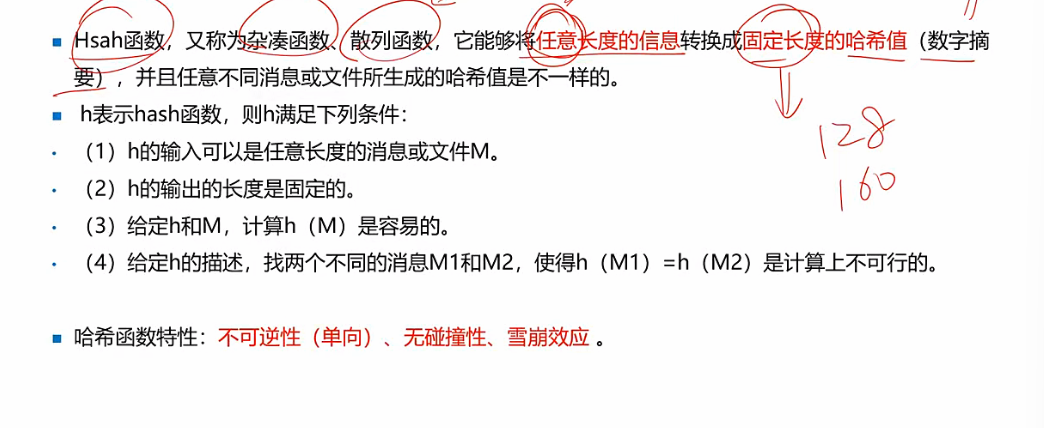 Hsah函数，又称为杂凑函数、散列函数，它能够将任意长度的信息转换成固定长度的哈希值（数字摘
要），并且任意不同消息或文件所生成的哈希值是不一样的。
h表示hash函数，则h满足下列条件：
（1）h的输入可以是任意长度的消息或文件M。
128
（2）h的输出的长度是固定的。
160
（3）给定h和M，计算h（M）是容易的。
（4）给定h的描述，找两个不同的消息M1和M2，使得h（M1）=h（M2）是计算上不可行的。
哈希函数特性：不可逆性（单向）、无碰撞性、雪崩效应 。